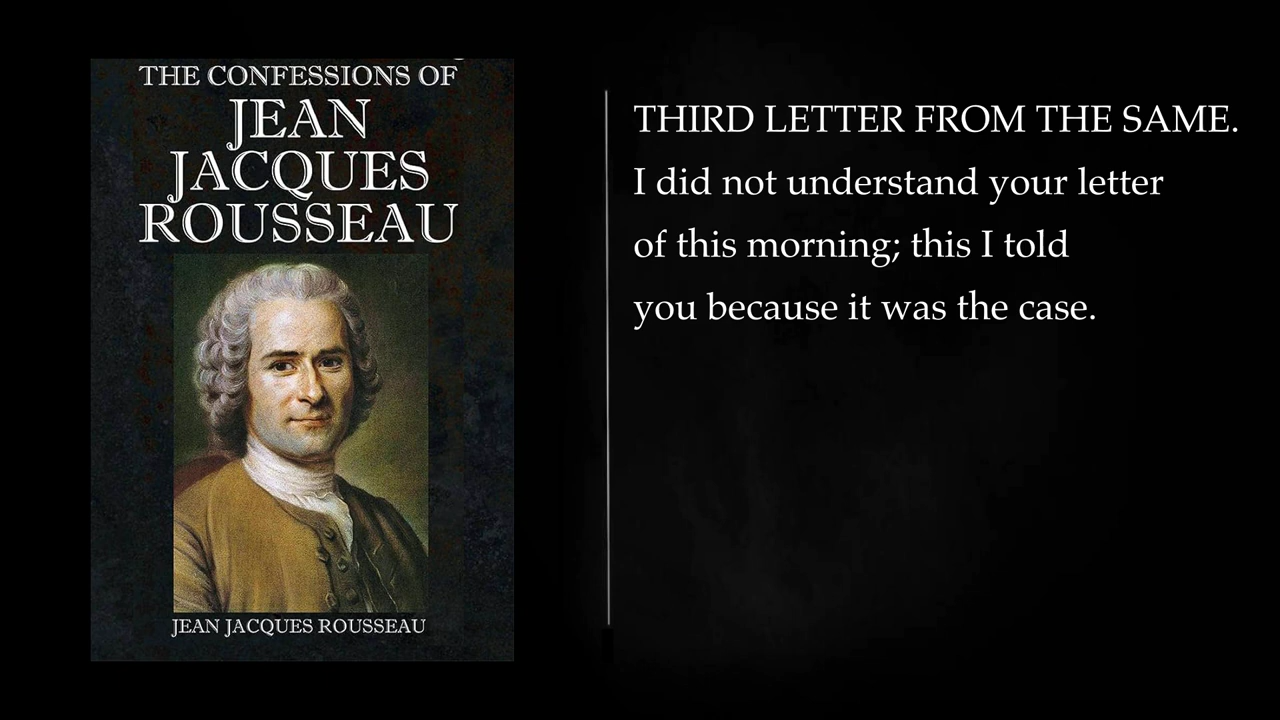 THE CONFESSIONS OF
JEAN
JACQUES
ROUSSEAU
JEAN JACQUES ROUSSEAU
THIRD LETTER FROM THE SAME.
I did not understand your letter
of this morning; this I told
you because it was the case.